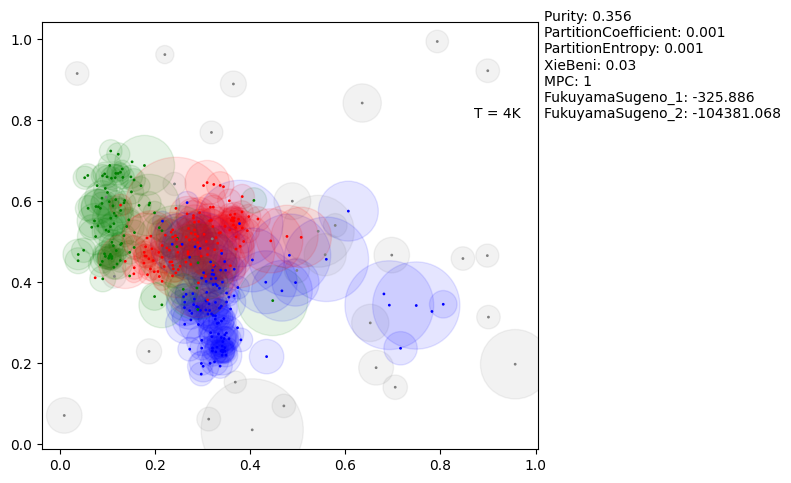 Purity: 0.356
PartitionCoefficient: 0.001
PartitionEntropy: 0.001
XieBeni: 0.03
MPC: 1
FukuyamaSugeno_1: -325.886
FukuyamaSugeno_2: -104381.068
T = 4K
1.0
0.8
0.6
0.4
0.2
0.0
0.0 0.2 0.4 0.6 0.8 1.0